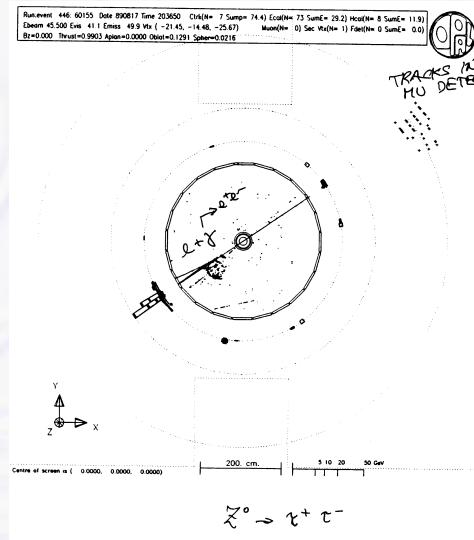 Run:event 446: 60155 Date 890817 Time 203650 Ctrk(N= 7 Sump= 74.4) Ecal(N= 73 SumE= 29.2) Hcal(N= 8 SumE= 11.9)
Ebeam 45.500 Evis 41.1 Emiss 49.9 Vtx ( -21.45, -14.48, -25.67) Muon(N= 0) Sec Vtx(N= 1) Fdet(N= 0 SumE= 0.0)
Bz=0.000 Thrust=0.9903 Aplan=0.0000 Oblat=0.1291 Spher=0.0216
TRACKS IN
MU DETE
e+γ → e⁺e⁻
Y
Z X
200. cm.
5 10 20 50 GeV
Centre of screen is ( 0.0000, 0.0000, 0.0000)
Z⁰ → τ⁺ τ⁻